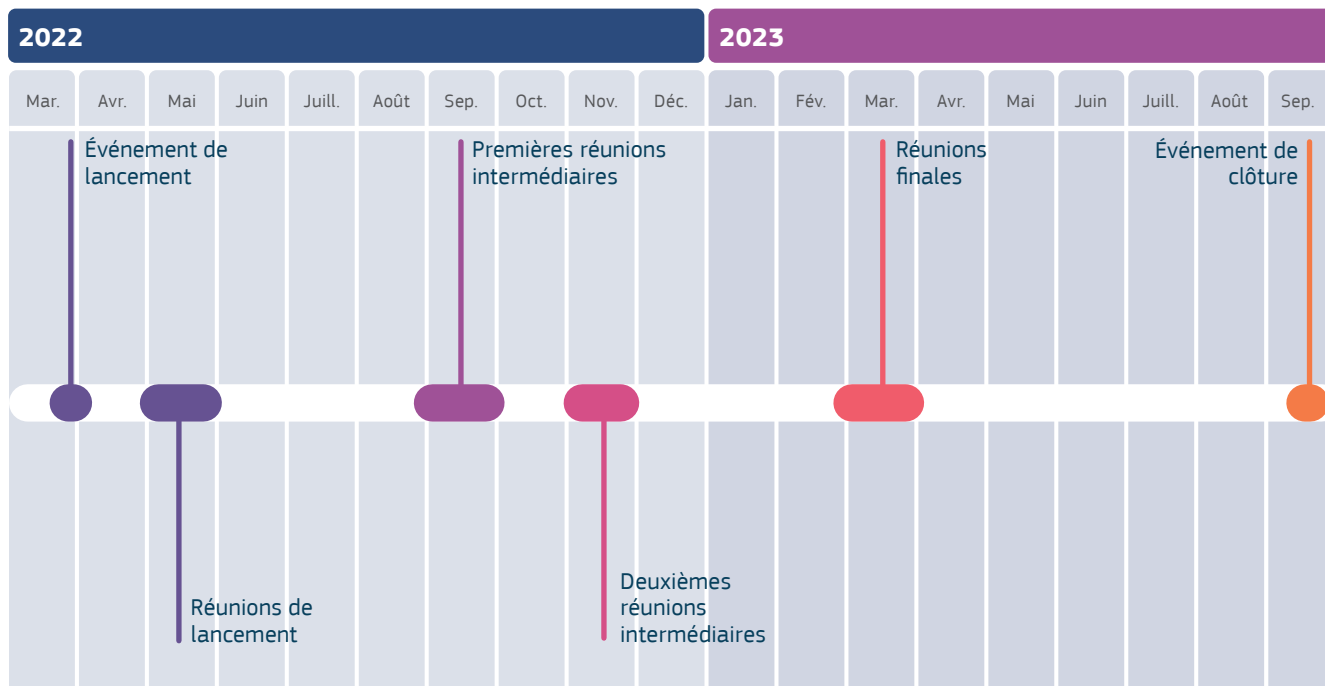 2022
2023
Mar. Avr. Mai Juin Juill. Août Sep. Oct. Nov. Déc. Jan. Fév. Mar. Avr. Mai Juin Juill. Août Sep.
Événement de
lancement
Premières réunions
intermédiaires
Réunions
finales
Événement de
clôture
Réunions de
lancement
Deuxièmes
réunions
intermédiaires